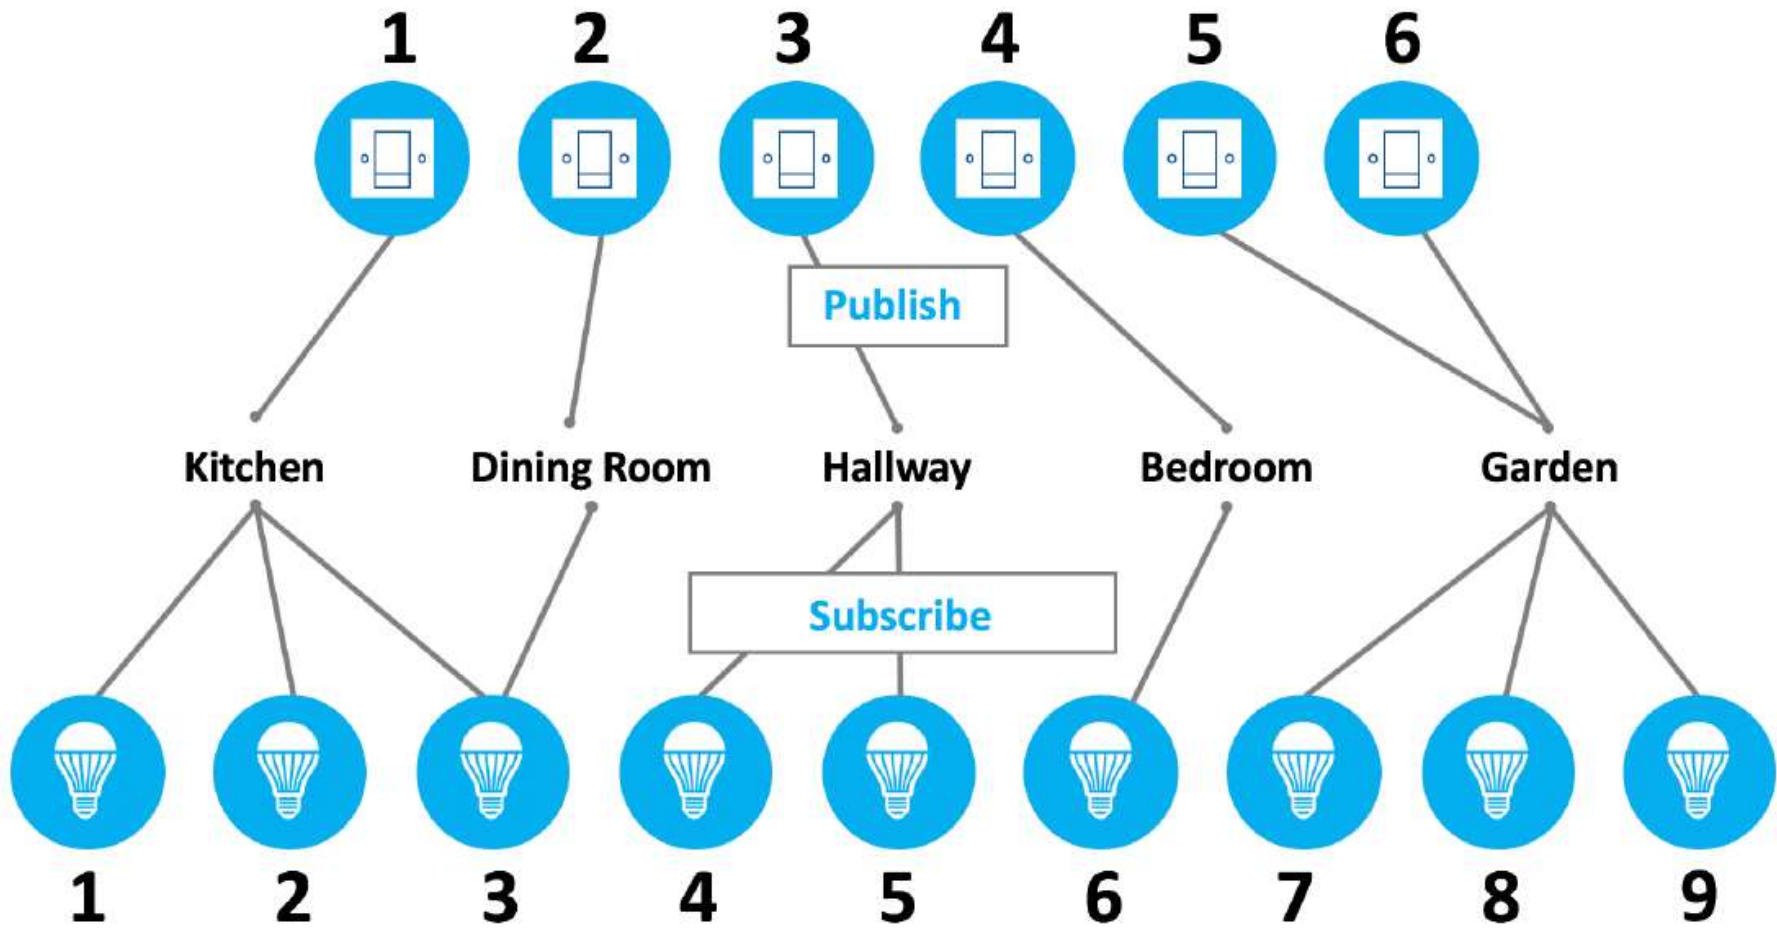 1 2 3 4 5 6
Publish
Kitchen Dining Room Hallway Bedroom Garden
Subscribe
1 2 3 4 5 6 7 8 9